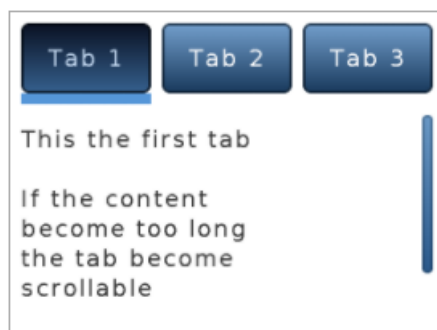 Tab 1 Tab 2 Tab 3
This the first tab
If the content
become too long
the tab become
scrollable